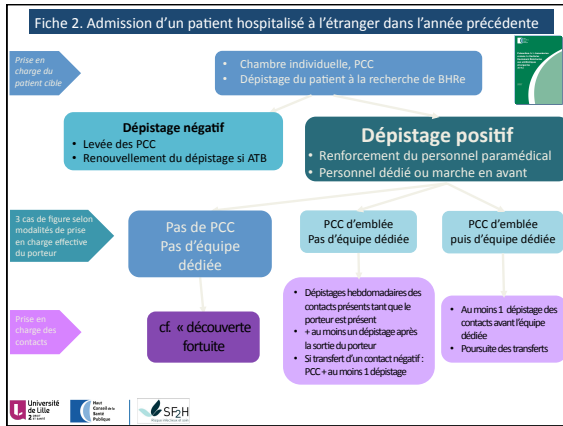 Fiche 2. Admission d'un patient hospitalisé à l'étranger dans l'année précédente
Prise en
charge du
patient cible
• Chambre individuelle, PCC
• Dépistage du patient à la recherche de BHRe
Dépistage négatif
• Levée des PCC
• Renouvellement du dépistage si ATB
Dépistage positif
• Renforcement du personnel paramédical
• Personnel dédié ou marche en avant
3 cas de figure selon
modalités de prise
en charge effective
du porteur
Pas de PCC
Pas d'équipe
dédiée
PCC d'emblée
Pas d'équipe dédiée
PCC d'emblée
puis d'équipe dédiée
Prise en
charge des
contacts
cf. « découverte
fortuite
• Dépistages hebdomadaires des
contacts présents tant que le
porteur est présent
• + au moins un dépistage après
la sortie du porteur
• Si transfert d'un contact négatif :
PCC + au moins 1 dépistage
• Au moins 1 dépistage des
contacts avant l'équipe
dédiée
• Poursuite des transferts
Université
de Lille
Haut
Conseil de la
Santé
Publique
SF2H